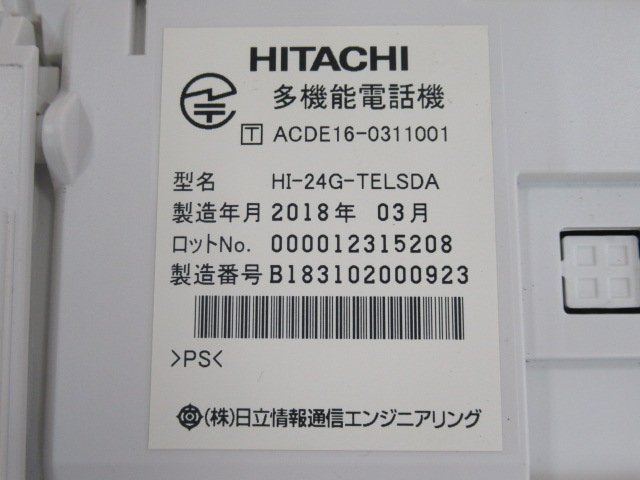 HITACHI
多機能電話機
T ACDE16-0311001
型名 HI-24G-TELSDA
製造年月 2018年 03月
ロットNo. 000012315208
製造番号 B183102000923
>PS<
(株)日立情報通信エンジニアリング